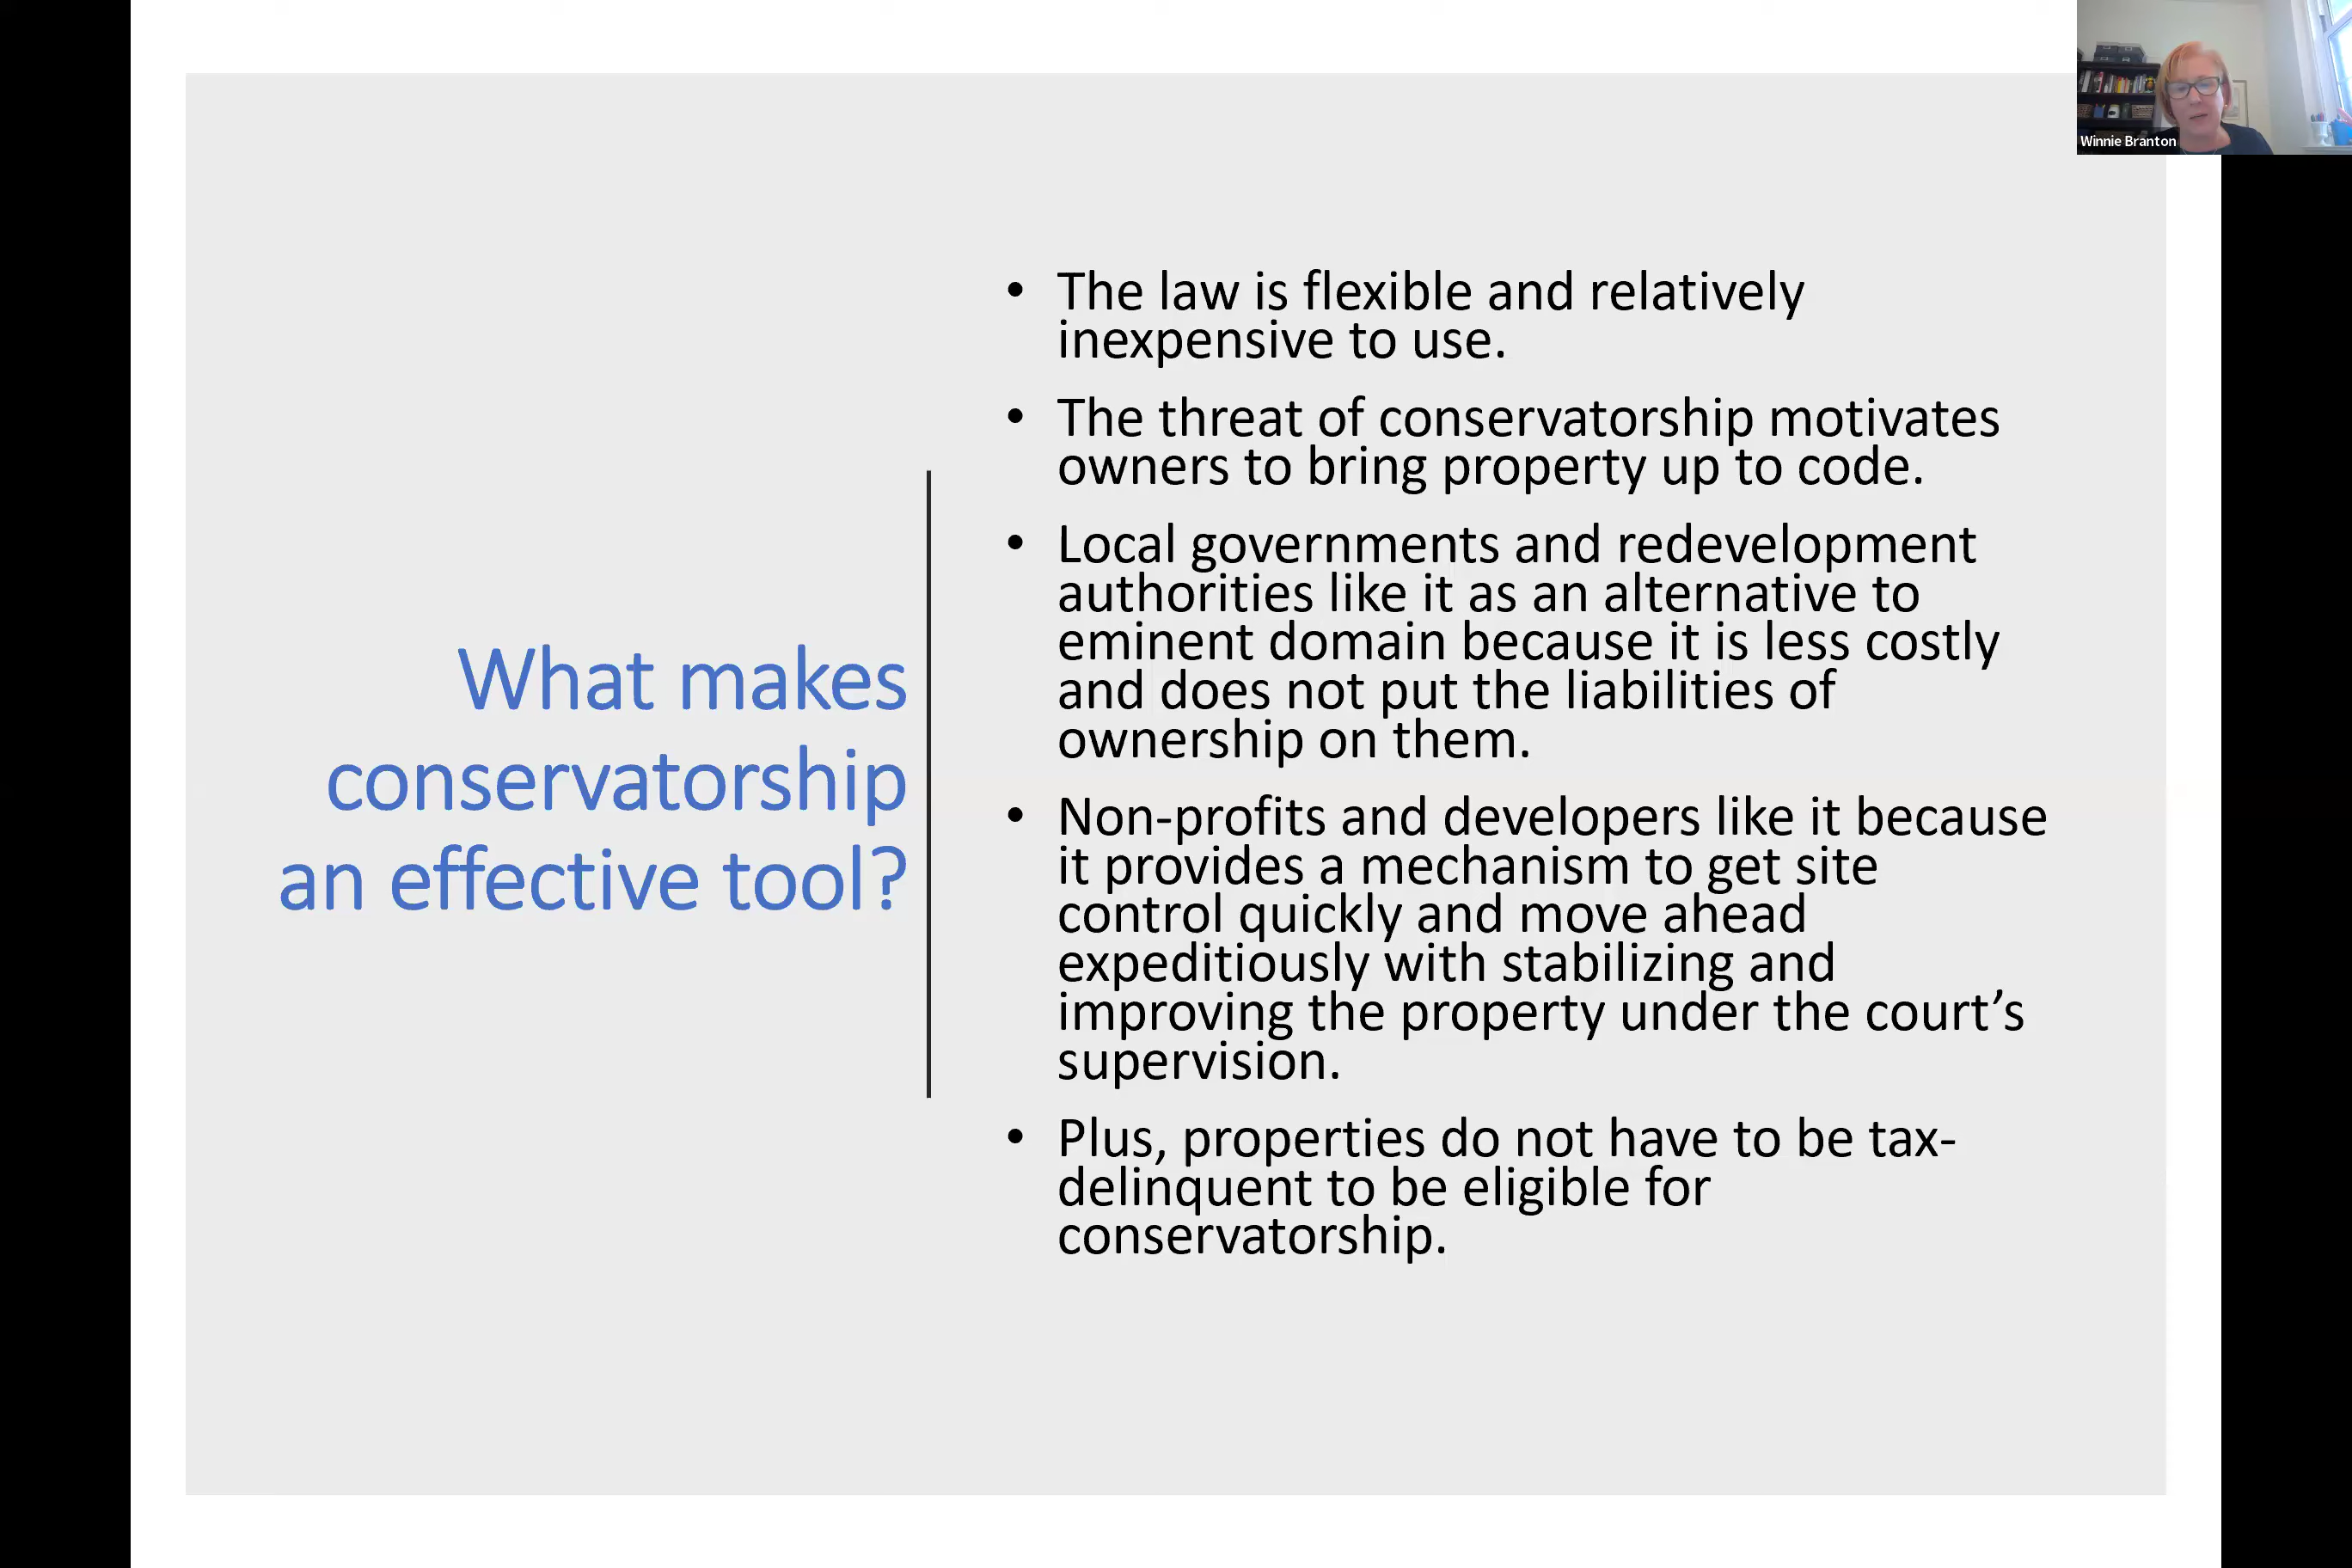 Winnie Branton
What makes
conservatorship
an effective tool?
• The law is flexible and relatively
inexpensive to use.
• The threat of conservatorship motivates
owners to bring property up to code.
• Local governments and redevelopment
authorities like it as an alternative to
eminent domain because it is less costly
and does not put the liabilities of
ownership on them.
• Non-profits and developers like it because
it provides a mechanism to get site
control quickly and move ahead
expeditiously with stabilizing and
improving the property under the court’s
supervision.
• Plus, properties do not have to be tax-
delinquent to be eligible for
conservatorship.